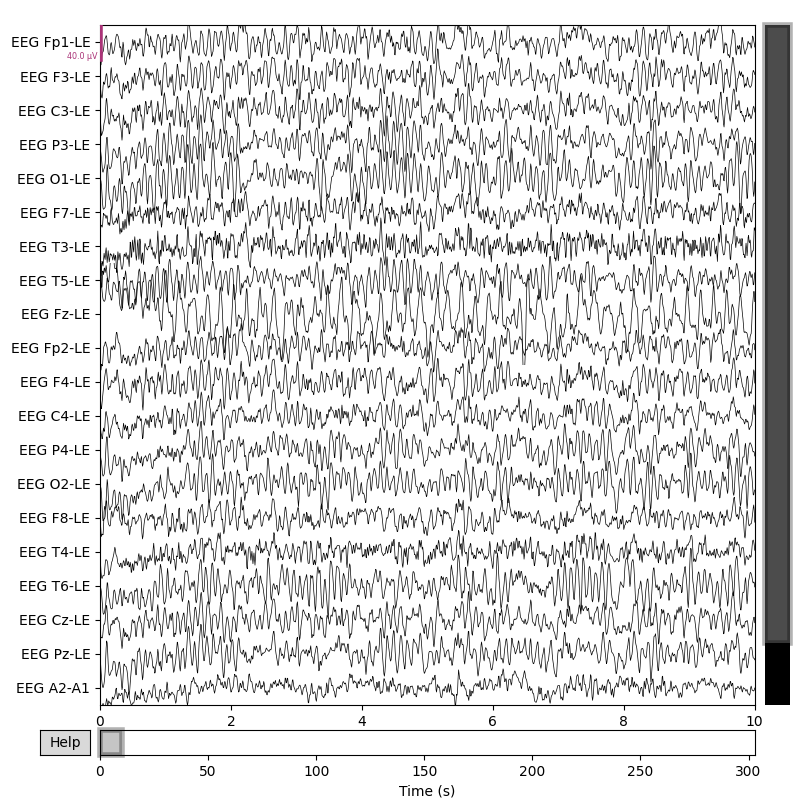 EEG Fp1-LE
40.0 µV
EEG F3-LE
EEG C3-LE
EEG P3-LE
EEG O1-LE
EEG F7-LE
EEG T3-LE
EEG T5-LE
EEG Fz-LE
EEG Fp2-LE
EEG F4-LE
EEG C4-LE
EEG P4-LE
EEG O2-LE
EEG F8-LE
EEG T4-LE
EEG T6-LE
EEG Cz-LE
EEG Pz-LE
EEG A2-A1
0 2 4 6 8 10
Help
0 50 100 150 200 250 300
Time (s)